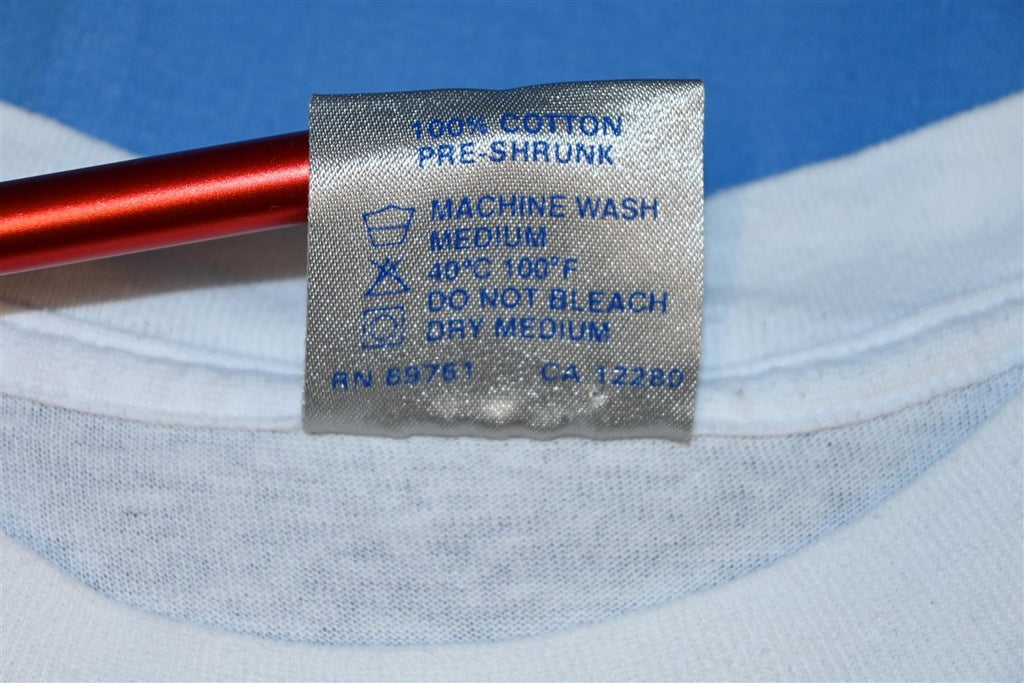 100% COTTON
PRE-SHRUNK
MACHINE WASH
MEDIUM
40°C 100°F
DO NOT BLEACH
DRY MEDIUM
RN 69761 CA 12280